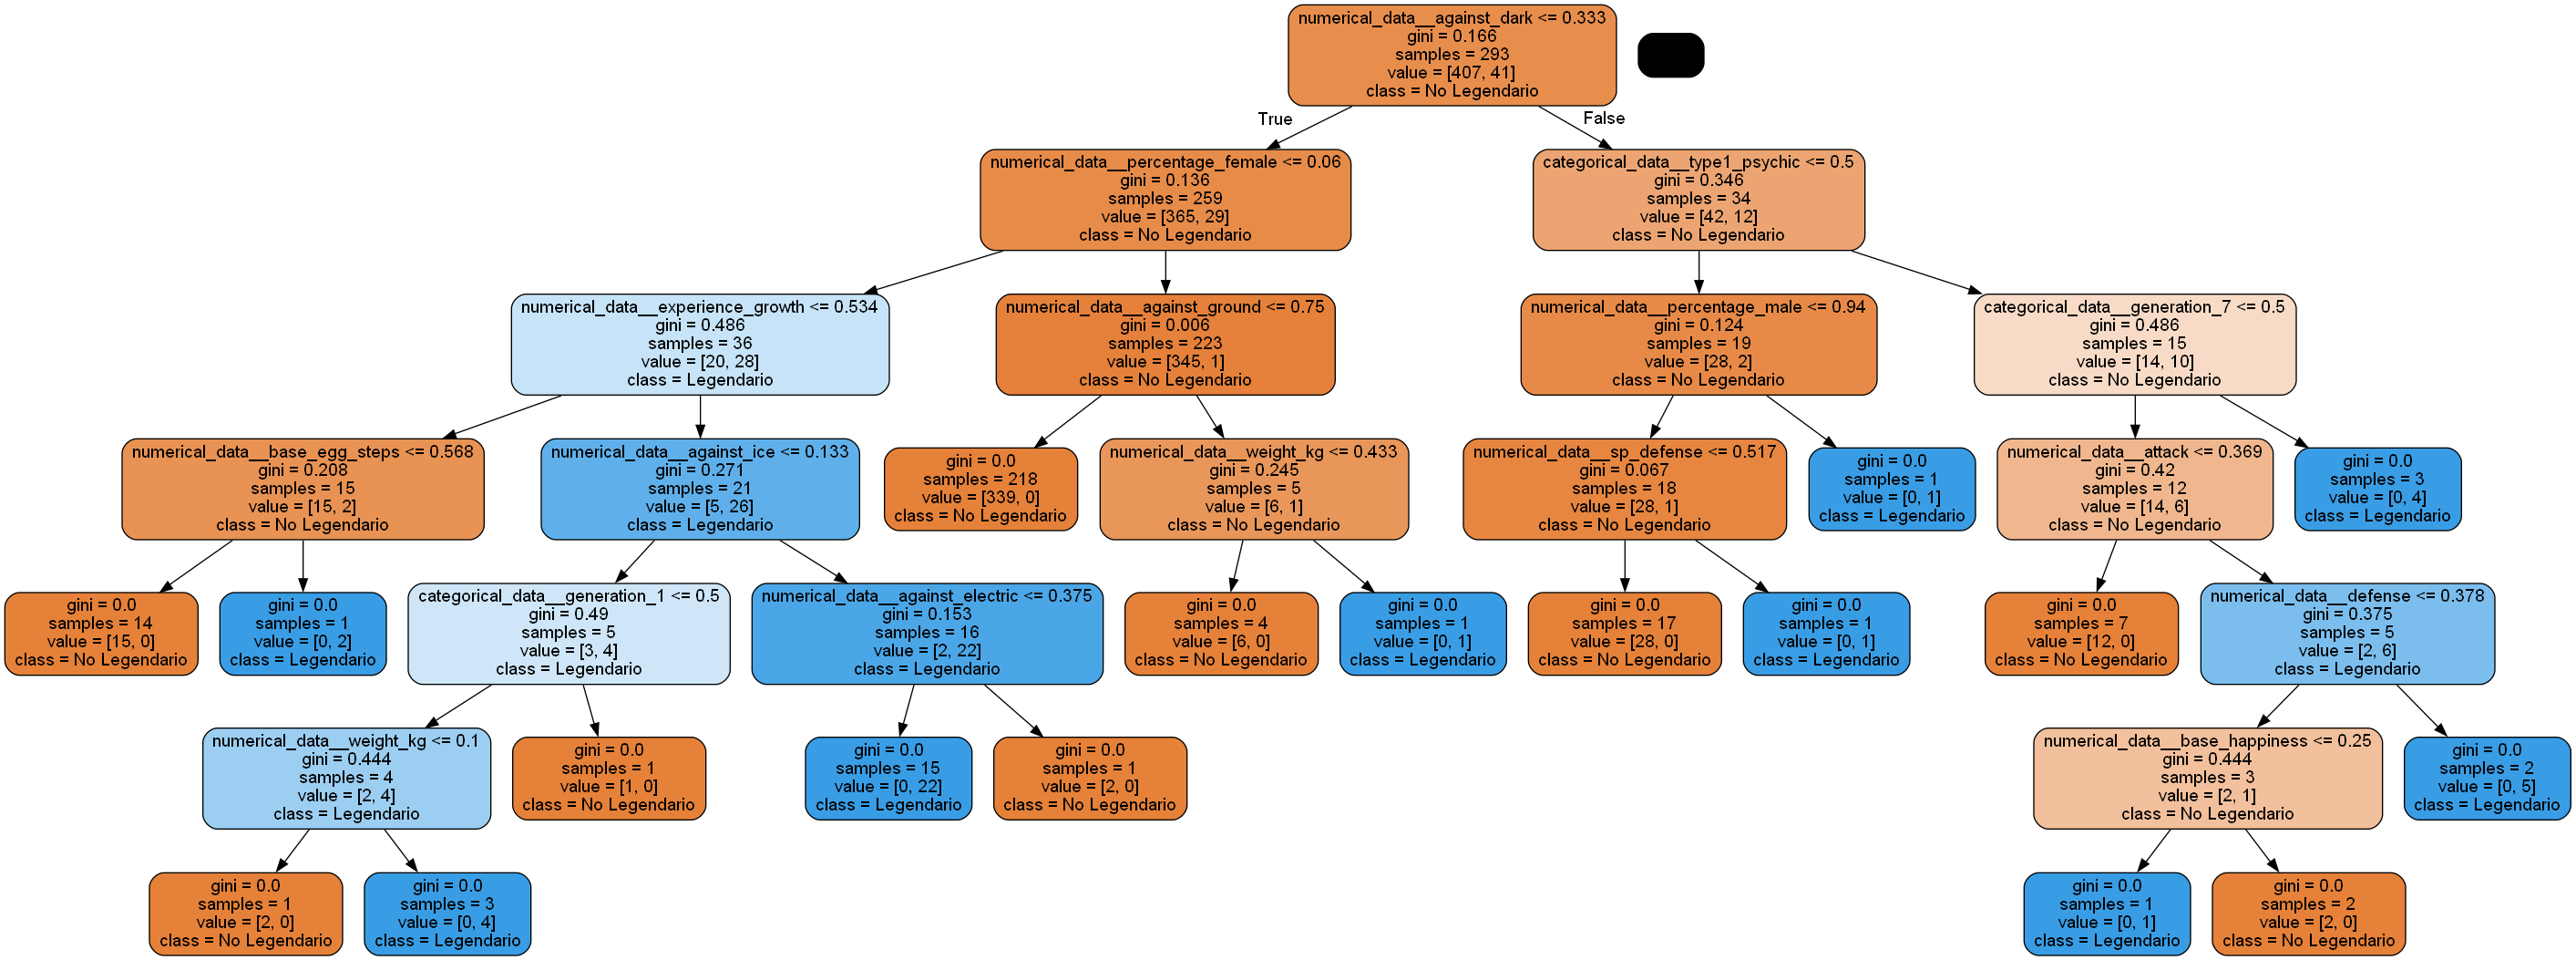 numerical_data__against_dark <= 0.333
gini = 0.166
samples = 293
value = [407, 41]
class = No Legendario
True
False
numerical_data__percentage_female <= 0.06
gini = 0.136
samples = 259
value = [365, 29]
class = No Legendario
categorical_data__type1_psychic <= 0.5
gini = 0.346
samples = 34
value = [42, 12]
class = No Legendario
numerical_data__experience_growth <= 0.534
gini = 0.486
samples = 36
value = [20, 28]
class = Legendario
numerical_data__against_ground <= 0.75
gini = 0.006
samples = 223
value = [345, 1]
class = No Legendario
numerical_data__percentage_male <= 0.94
gini = 0.124
samples = 19
value = [28, 2]
class = No Legendario
categorical_data__generation_7 <= 0.5
gini = 0.486
samples = 15
value = [14, 10]
class = No Legendario
numerical_data__base_egg_steps <= 0.568
gini = 0.208
samples = 15
value = [15, 2]
class = No Legendario
numerical_data__against_ice <= 0.133
gini = 0.271
samples = 21
value = [5, 26]
class = Legendario
gini = 0.0
samples = 218
value = [339, 0]
class = No Legendario
numerical_data__weight_kg <= 0.433
gini = 0.245
samples = 5
value = [6, 1]
class = No Legendario
numerical_data__sp_defense <= 0.517
gini = 0.067
samples = 18
value = [28, 1]
class = No Legendario
gini = 0.0
samples = 1
value = [0, 1]
class = Legendario
numerical_data__attack <= 0.369
gini = 0.42
samples = 12
value = [14, 6]
class = No Legendario
gini = 0.0
samples = 3
value = [0, 4]
class = Legendario
gini = 0.0
samples = 14
value = [15, 0]
class = No Legendario
gini = 0.0
samples = 1
value = [0, 2]
class = Legendario
categorical_data__generation_1 <= 0.5
gini = 0.49
samples = 5
value = [3, 4]
class = Legendario
numerical_data__against_electric <= 0.375
gini = 0.153
samples = 16
value = [2, 22]
class = Legendario
gini = 0.0
samples = 4
value = [6, 0]
class = No Legendario
gini = 0.0
samples = 1
value = [0, 1]
class = Legendario
gini = 0.0
samples = 17
value = [28, 0]
class = No Legendario
gini = 0.0
samples = 1
value = [0, 1]
class = Legendario
gini = 0.0
samples = 7
value = [12, 0]
class = No Legendario
numerical_data__defense <= 0.378
gini = 0.375
samples = 5
value = [2, 6]
class = Legendario
numerical_data__weight_kg <= 0.1
gini = 0.444
samples = 4
value = [2, 4]
class = Legendario
gini = 0.0
samples = 1
value = [1, 0]
class = No Legendario
gini = 0.0
samples = 15
value = [0, 22]
class = Legendario
gini = 0.0
samples = 1
value = [2, 0]
class = No Legendario
numerical_data__base_happiness <= 0.25
gini = 0.444
samples = 3
value = [2, 1]
class = No Legendario
gini = 0.0
samples = 2
value = [0, 5]
class = Legendario
gini = 0.0
samples = 1
value = [2, 0]
class = No Legendario
gini = 0.0
samples = 3
value = [0, 4]
class = Legendario
gini = 0.0
samples = 1
value = [0, 1]
class = Legendario
gini = 0.0
samples = 2
value = [2, 0]
class = No Legendario